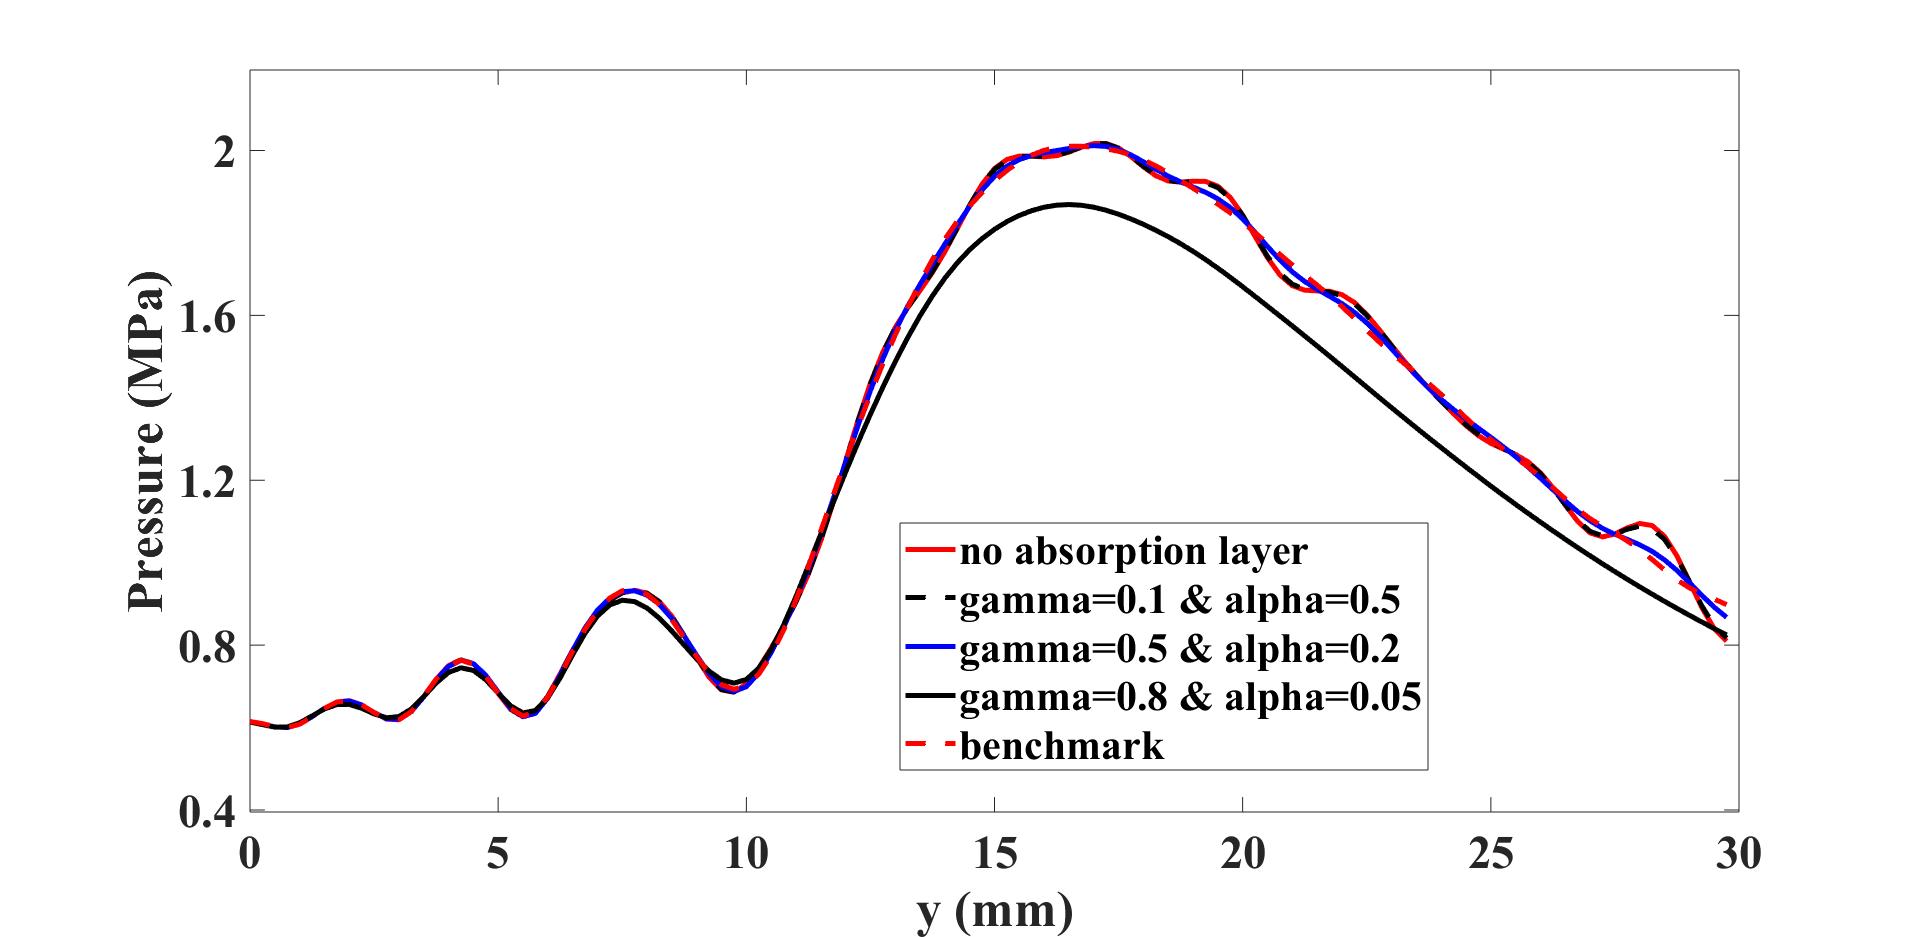 Pressure (MPa)
2
1.6
1.2
0.8
0.4
no absorption layer
gamma=0.1 & alpha=0.5
gamma=0.5 & alpha=0.2
gamma=0.8 & alpha=0.05
benchmark
0 5 10 15 20 25 30
y (mm)